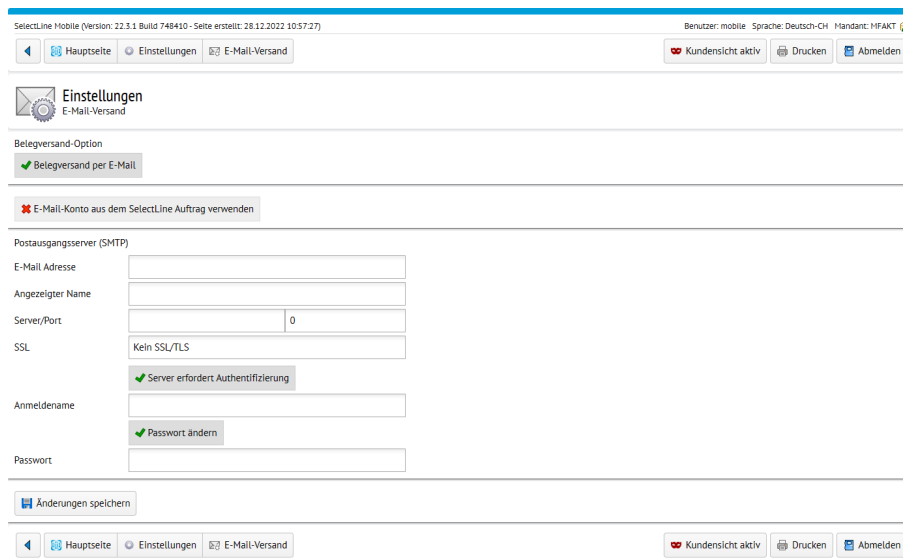 SelectLine Mobile (Version: 22.3.1 Build 748410 - Seite erstellt: 28.12.2022 10:57:27) Benutzer: mobile Sprache: Deutsch-CH Mandant: MFAKT
Hauptseite Einstellungen E-Mail-Versand Kundensicht aktiv Drucken Abmelden
Einstellungen
E-Mail-Versand
Belegversand-Option
Belegversand per E-Mail
E-Mail-Konto aus dem SelectLine Auftrag verwenden
Postausgangsserver (SMTP)
E-Mail Adresse
Angezeigter Name
Server/Port 0
SSL Kein SSL/TLS
Server erfordert Authentifizierung
Anmeldename
Passwort ändern
Passwort
Änderungen speichern
Hauptseite Einstellungen E-Mail-Versand Kundensicht aktiv Drucken Abmelden